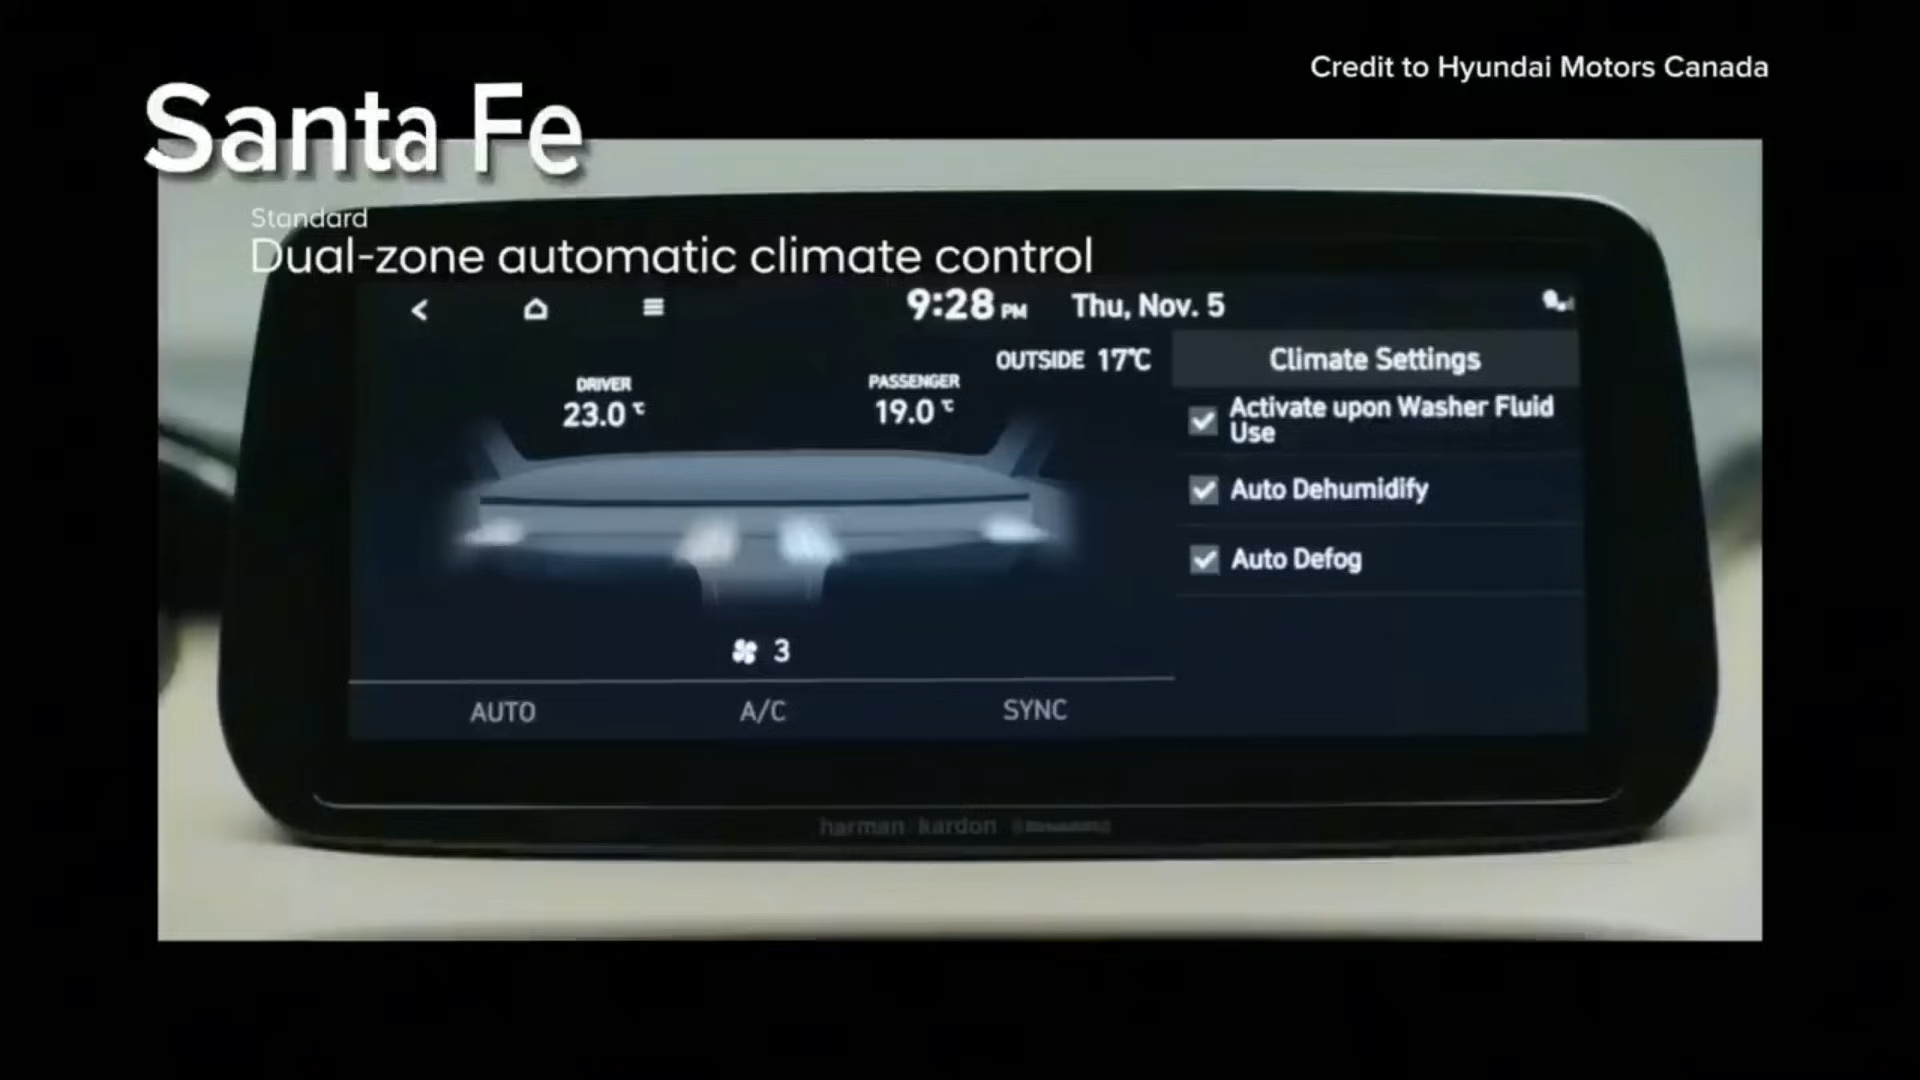 Credit to Hyundai Motors Canada
Santa Fe
Standard
Dual-zone automatic climate control
9:28 PM Thu, Nov. 5
OUTSIDE 17°C
Climate Settings
DRIVER
23.0 °C
PASSENGER
19.0 °C
Activate upon Washer Fluid
Use
Auto Dehumidify
Auto Defog
3
AUTO A/C SYNC
harman/kardon